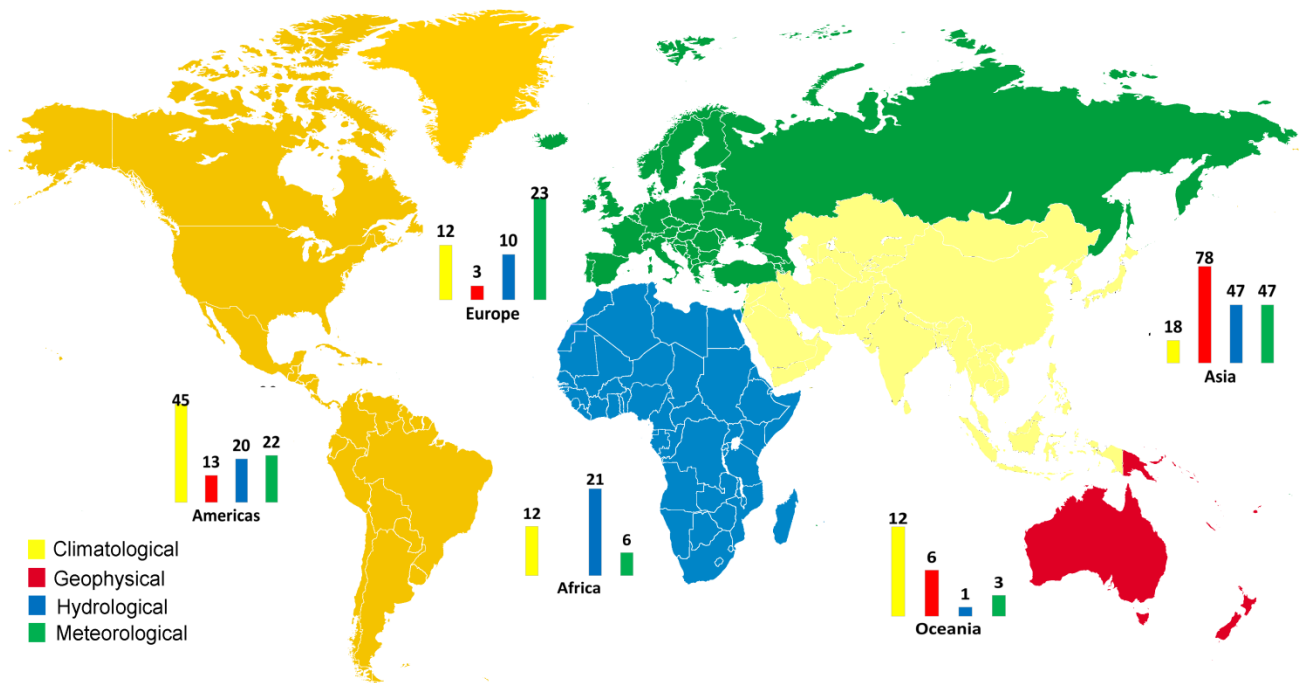 23
12
10
3
Europe
78
47 47
18
Asia
45
22
20
13
Americas
21
12
6
Africa
12
6
3
1
Oceania
Climatological
Geophysical
Hydrological
Meteorological